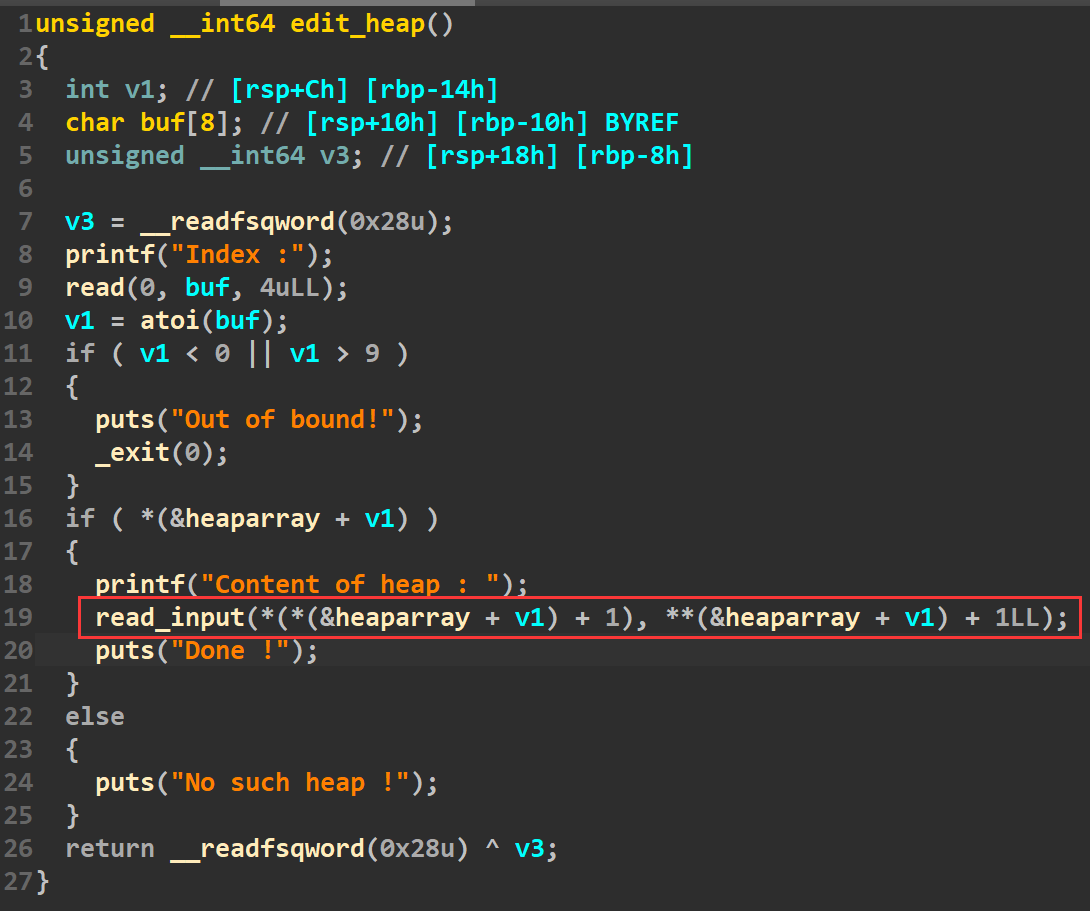 1unsigned __int64 edit_heap()
2{
3  int v1; // [rsp+Ch] [rbp-14h]
4  char buf[8]; // [rsp+10h] [rbp-10h] BYREF
5  unsigned __int64 v3; // [rsp+18h] [rbp-8h]
6
7  v3 = __readfsqword(0x28u);
8  printf("Index :");
9  read(0, buf, 4uLL);
10  v1 = atoi(buf);
11  if ( v1 < 0 || v1 > 9 )
12  {
13    puts("Out of bound!");
14    _exit(0);
15  }
16  if ( *(&heaparray + v1) )
17  {
18    printf("Content of heap : ");
19    read_input(*(*(&heaparray + v1) + 1), **(&heaparray + v1) + 1LL);
20    puts("Done !");
21  }
22  else
23  {
24    puts("No such heap !");
25  }
26  return __readfsqword(0x28u) ^ v3;
27}